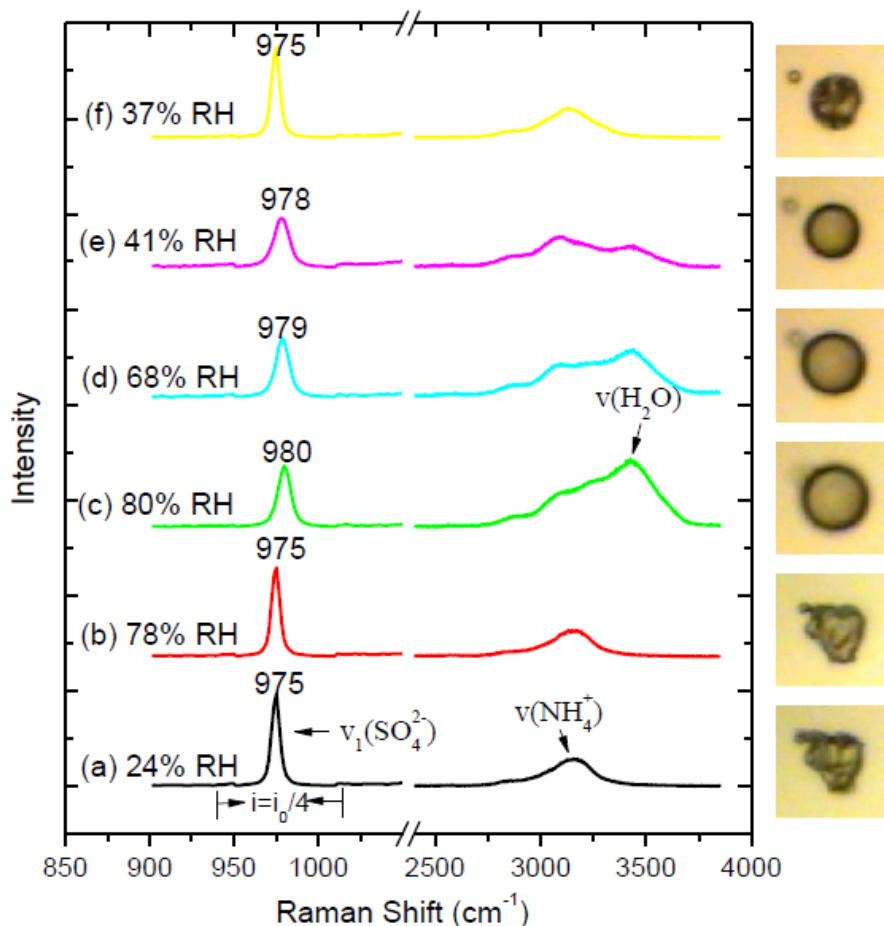 975
(f) 37% RH
978
(e) 41% RH
979
(d) 68% RH
ν(H₂O)
980
(c) 80% RH
975
(b) 78% RH
975
ν₁(SO₄²⁻)
ν(NH₄⁺)
(a) 24% RH
i=i₀/4
850 900 950 1000 2500 3000 3500 4000
Raman Shift (cm⁻¹)
Intensity